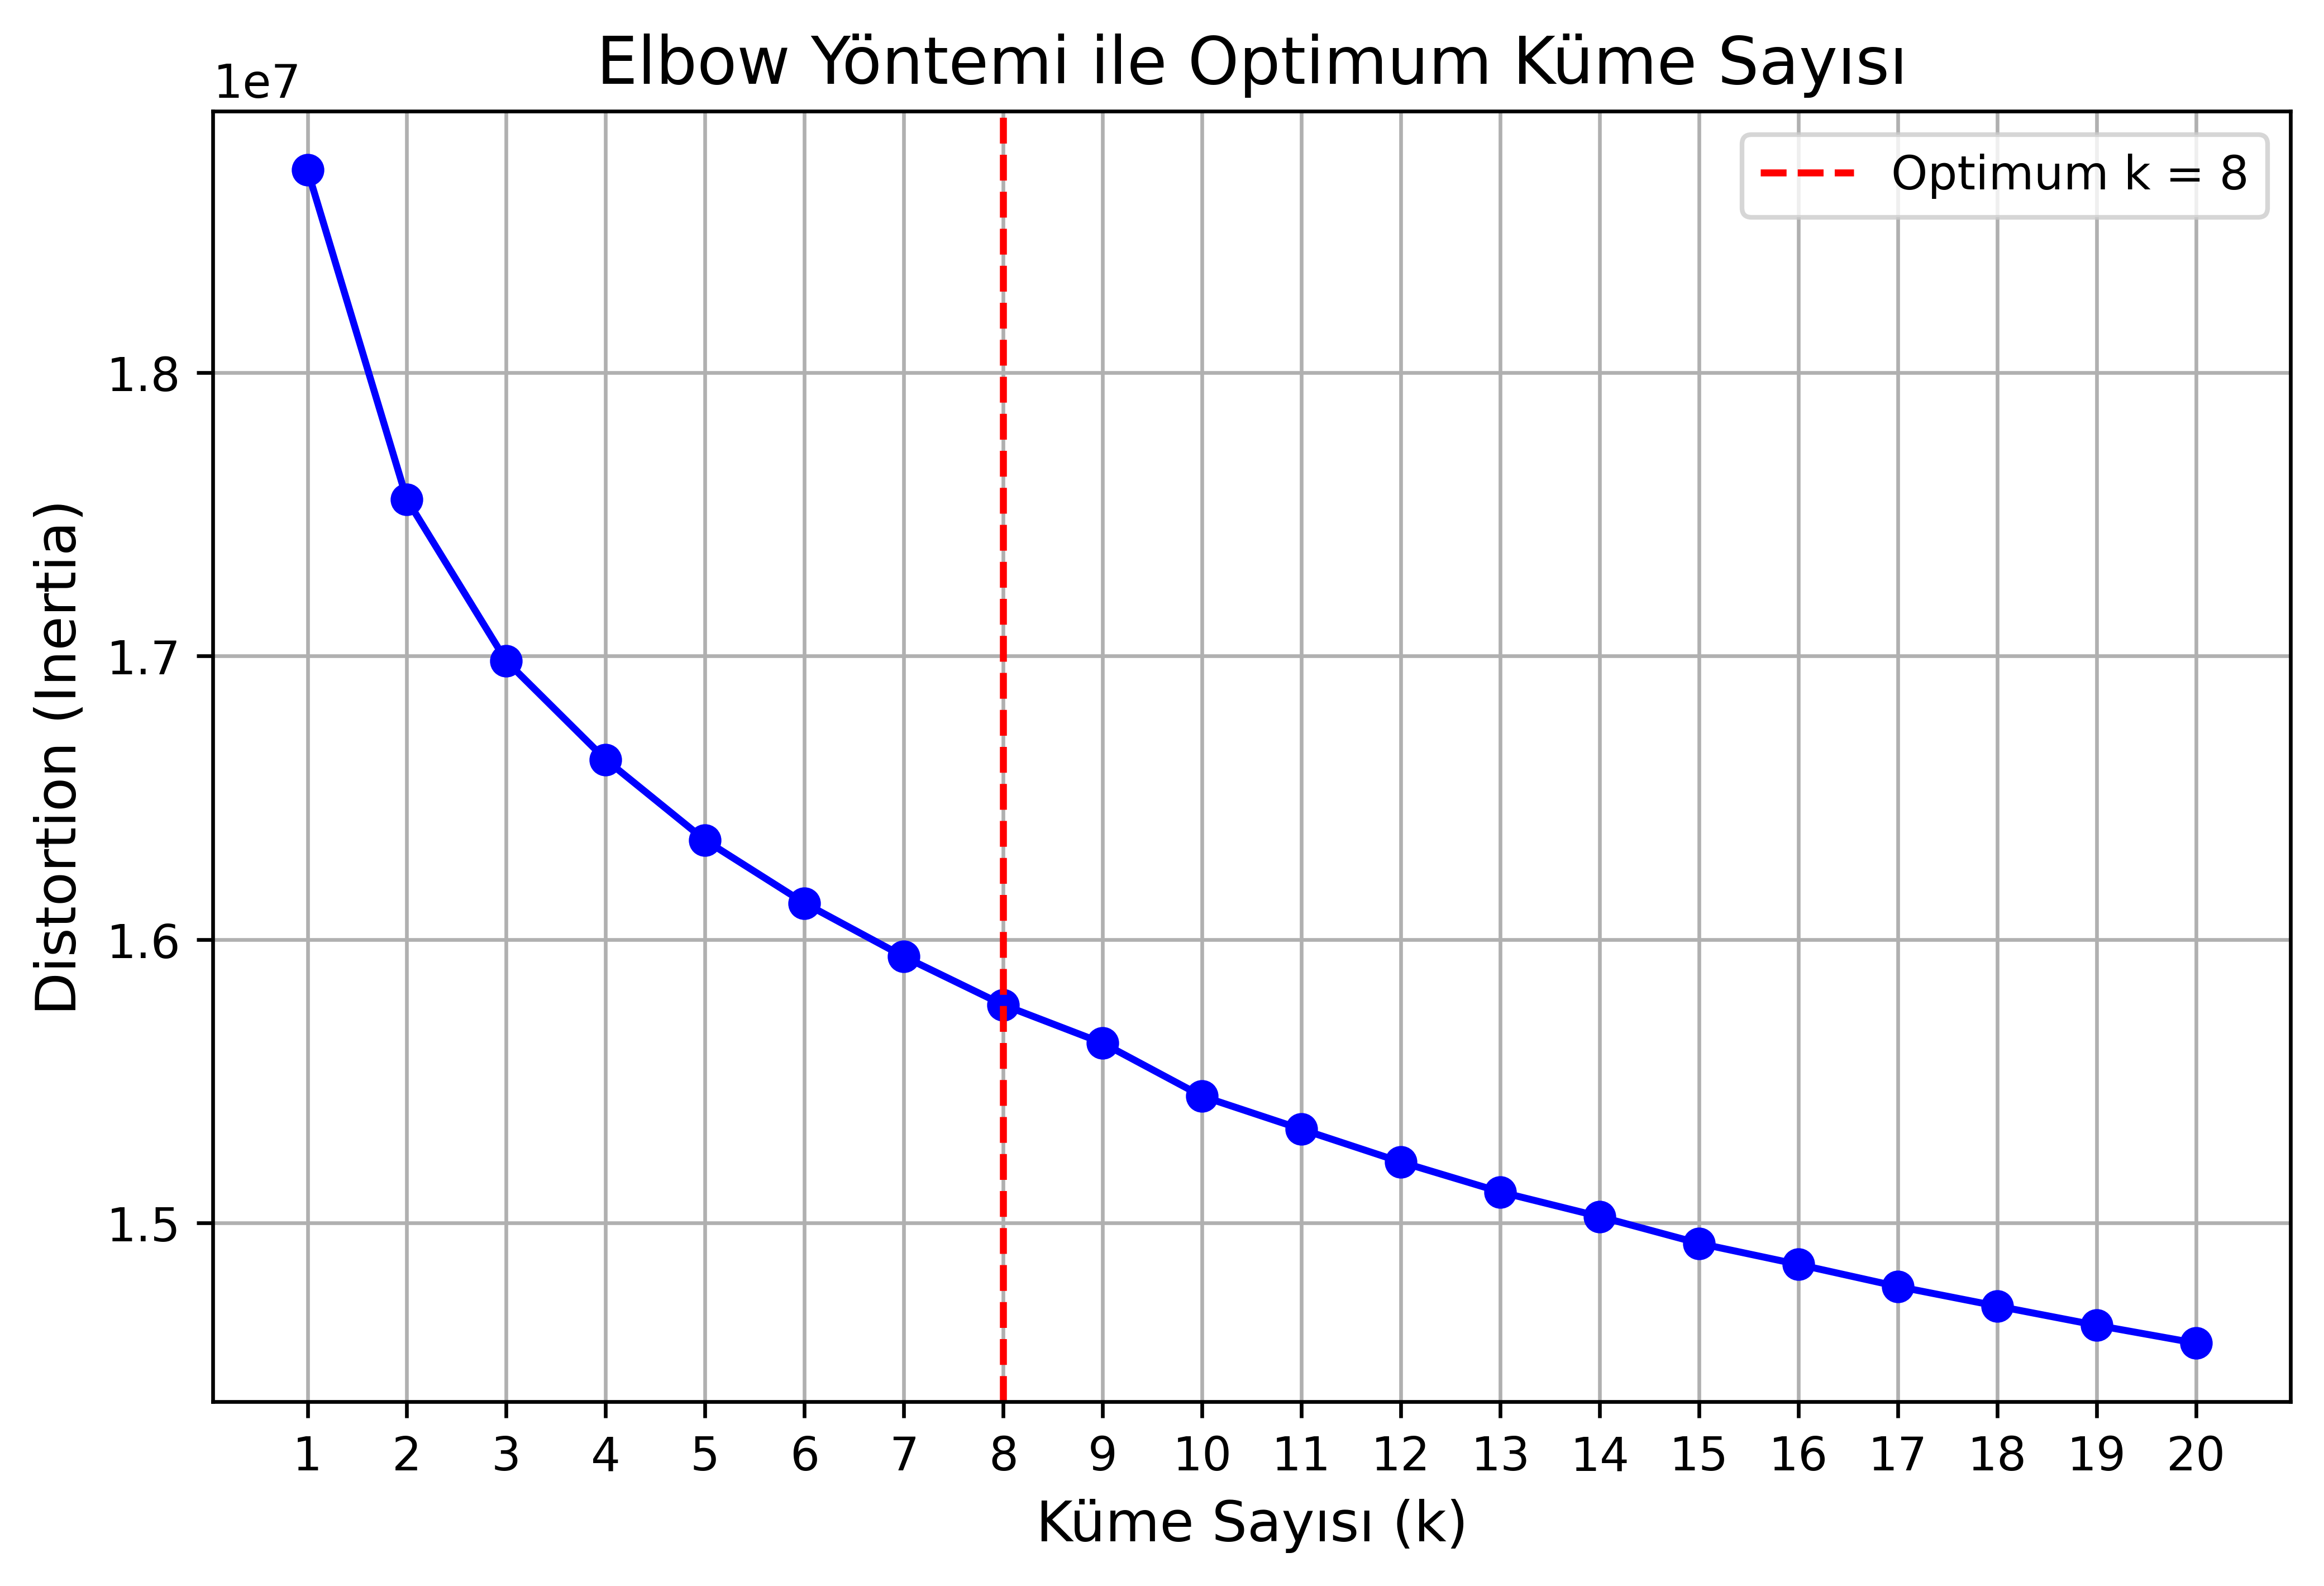 Elbow Yöntemi ile Optimum Küme Sayısı
1e7
Optimum k = 8
1.8
1.7
1.6
1.5
Distortion (Inertia)
1 2 3 4 5 6 7 8 9 10 11 12 13 14 15 16 17 18 19 20
Küme Sayısı (k)